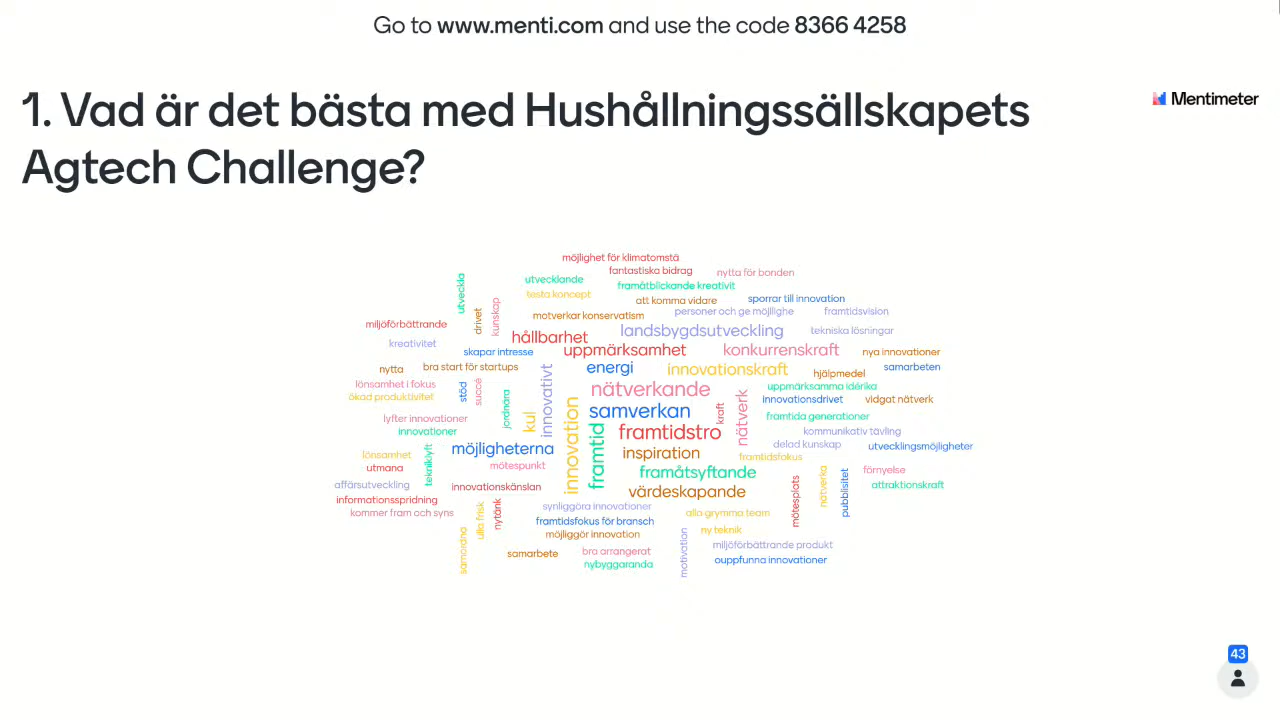 Go to www.menti.com and use the code 8366 4258
1. Vad är det bästa med Hushållningssällskapets
Agtech Challenge?
Mentimeter
möjlighet för klimatomstä
fantastiska bidrag
nytta för bonden
utveckla
utvecklande
framåtblickande kreativit
testa koncept
att komma vidare
sporrar till innovation
kunskap
drivet
motverkar konservatism
personer och ge möjlighe
framtidsvision
miljöförbättrande
hållbarhet
landsbygdsutveckling
tekniska lösningar
kreativitet
skapar intresse
uppmärksamhet
konkurrenskraft
nya innovationer
nytta
bra start för startups
energi
innovationskraft
hjälpmedel
samarbeten
lönsamhet i fokus
stöd
succé
innovativt
nätverkande
uppmärksamma idérika
ökad produktivitet
jordnära
kul
innovation
samverkan
kraft
nätverk
innovationsdrivet
vidgat nätverk
lyfter innovationer
framtid
framtidstro
framtida generationer
innovationer
kommunikativ tävling
möjligheterna
inspiration
delad kunskap
utvecklingsmöjligheter
lönsamhet
tekniklyft
mötespunkt
framtidsfokus
utmana
framåtsyftande
förnyelse
affärsutveckling
innovationskänslan
värdeskapande
mötesplats
nätverka
pubblisitet
attraktionskraft
informationsspridning
kommer fram och syns
ulla frisk
nytänk
synliggöra innovationer
alla grymma team
framtidsfokus för bransch
ny teknik
samordna
möjliggör innovation
motivation
miljöförbättrande produkt
samarbete
bra arrangerat
ouppfunna innovationer
nybyggaranda
43